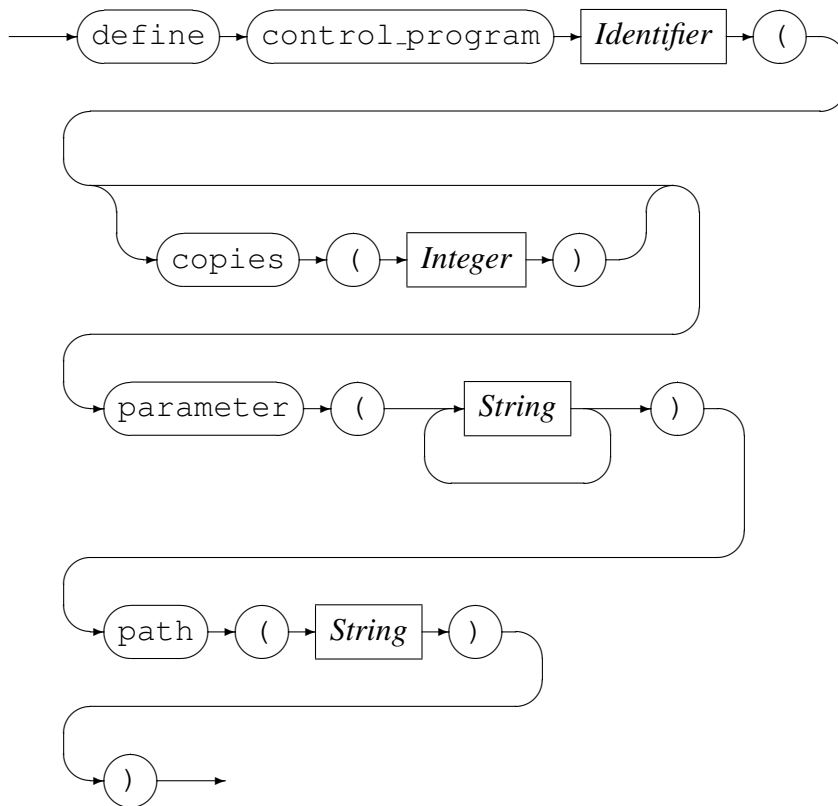 define control_program Identifier (
copies ( Integer )
parameter ( String )
path ( String )
)